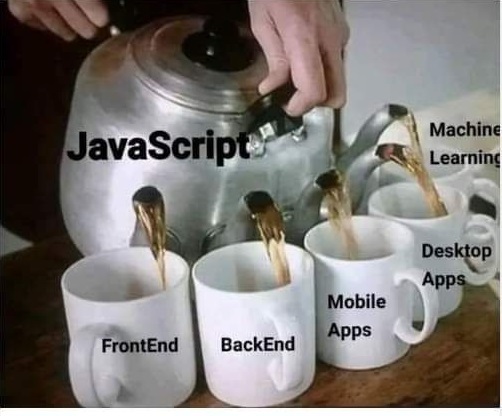 JavaScript
Machine
Learning
Desktop
Apps
Mobile
Apps
FrontEnd
BackEnd